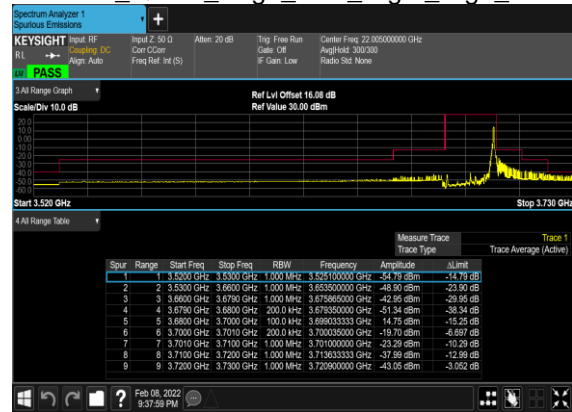 Spectrum Analyzer 1
Spurious Emissions
KEYSIGHT Input: RF Input Z: 50 Ω Atten: 20 dB Trig: Free Run Center Freq: 22.005000000 GHz
RL Coupling: DC Corr CCorr Gate: Off Avg|Hold: 300/300
Align: Auto Freq Ref: Int (S) IF Gain: Low Radio Std: None
PASS
3.All Range Graph
Ref Lvl Offset 16.08 dB
Scale/Div 10.0 dB Ref Value 30.00 dBm
20.0
10.0
0.00
-10.0
-20.0
-30.0
-40.0
-50.0
-60.0
Start 3.520 GHz Stop 3.730 GHz
4.All Range Table
Measure Trace Trace 1
Trace Type Trace Average (Active)
Spur Range Start Freq Stop Freq RBW Frequency Amplitude ΔLimit
1 1 3.5200 GHz 3.5300 GHz 1.000 MHz 3.525100000 GHz -54.79 dBm -14.79 dB
2 2 3.5300 GHz 3.6600 GHz 1.000 MHz 3.653500000 GHz -48.90 dBm -23.90 dB
3 3 3.6600 GHz 3.6790 GHz 1.000 MHz 3.675865000 GHz -42.95 dBm -29.95 dB
4 4 3.6790 GHz 3.6800 GHz 200.0 kHz 3.679350000 GHz -51.34 dBm -38.34 dB
5 5 3.6800 GHz 3.7000 GHz 100.0 kHz 3.699033333 GHz 14.75 dBm -15.25 dB
6 6 3.7000 GHz 3.7010 GHz 200.0 kHz 3.700035000 GHz -19.70 dBm -6.697 dB
7 7 3.7010 GHz 3.7100 GHz 1.000 MHz 3.701000000 GHz -23.29 dBm -10.29 dB
8 8 3.7100 GHz 3.7200 GHz 1.000 MHz 3.713633333 GHz -37.99 dBm -12.99 dB
9 9 3.7200 GHz 3.7300 GHz 1.000 MHz 3.720900000 GHz -43.05 dBm -3.052 dB
Feb 08, 2022
9:37:59 PM